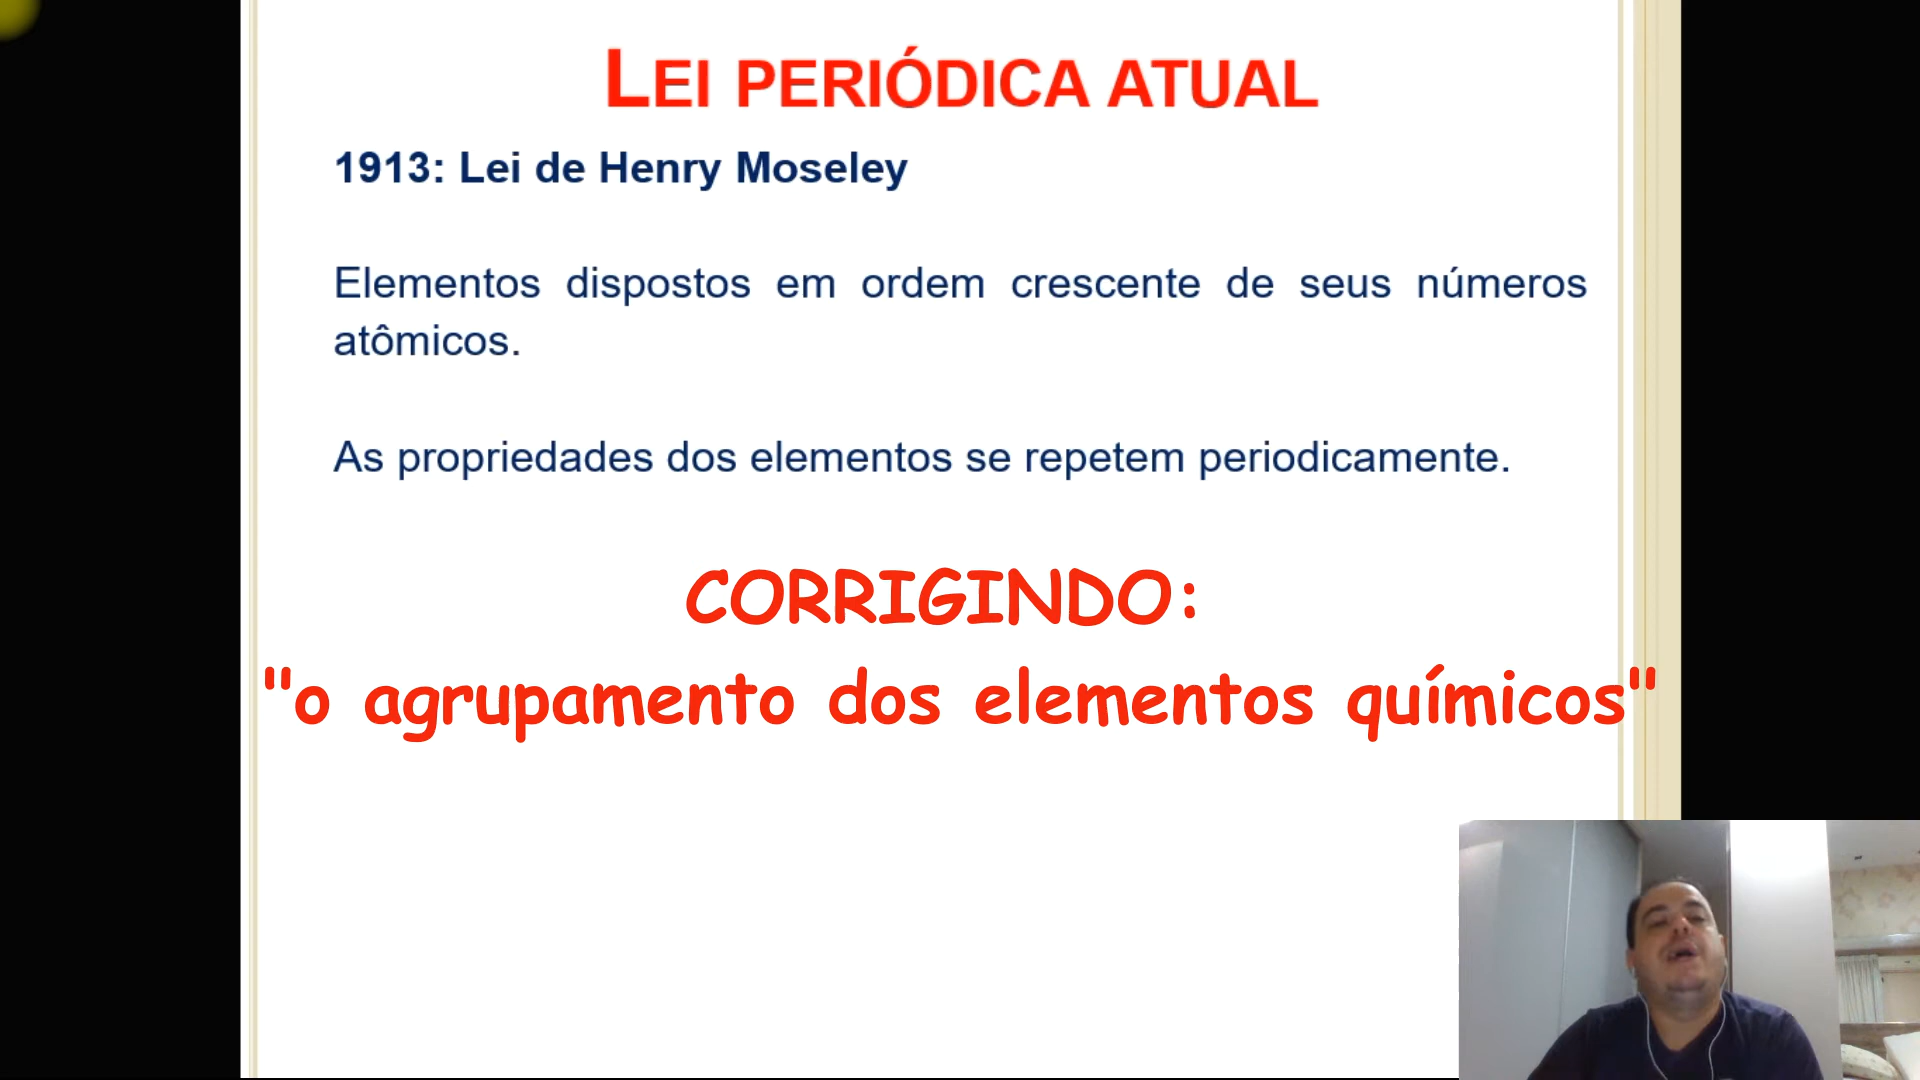 LEI PERIÓDICA ATUAL
1913: Lei de Henry Moseley
Elementos dispostos em ordem crescente de seus números
atômicos.
As propriedades dos elementos se repetem periodicamente.
CORRIGINDO:
"o agrupamento dos elementos químicos"